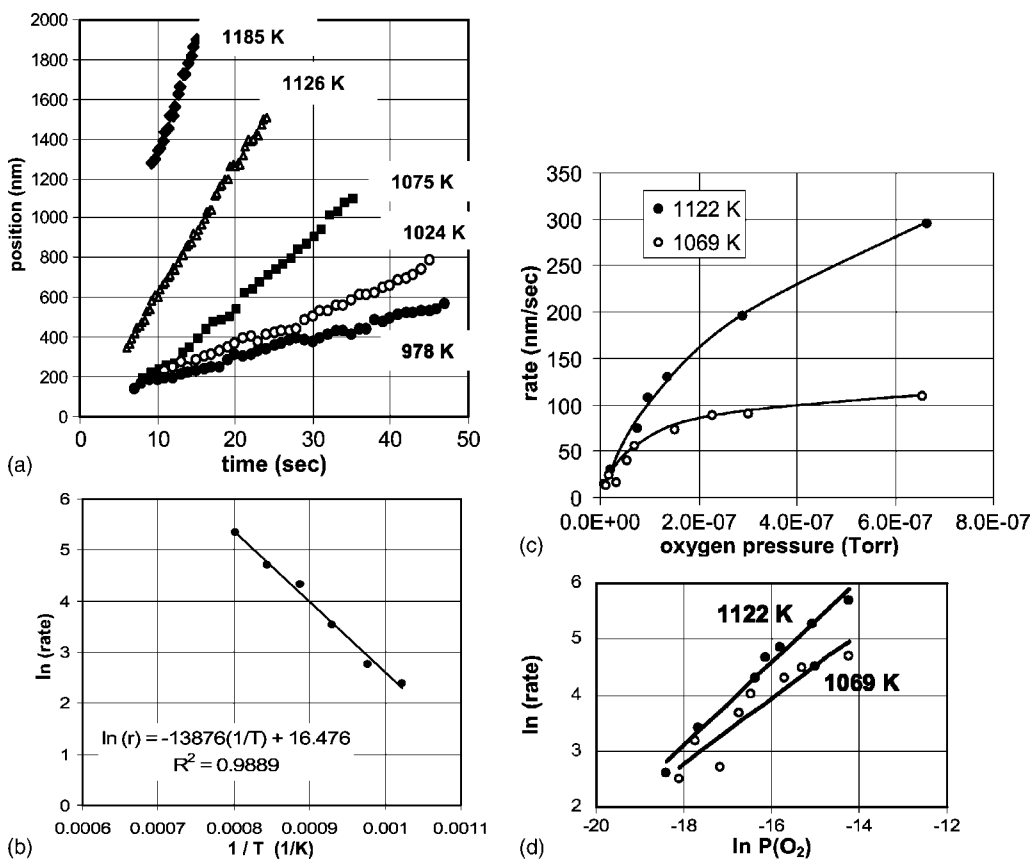 2000
1800
1600
1400
1200
1000
800
600
400
200
0
position (nm)
1185 K
1126 K
1075 K
1024 K
978 K
0 10 20 30 40 50
time (sec)
(a)
6
5
4
3
2
1
0
ln (rate)
ln (r) = -13876(1/T) + 16.476
R² = 0.9889
0.0006 0.0007 0.0008 0.0009 0.001 0.0011
1 / T (1/K)
(b)
350
300
250
200
150
100
50
0
rate (nm/sec)
1122 K
1069 K
0.0E+00 2.0E-07 4.0E-07 6.0E-07 8.0E-07
oxygen pressure (Torr)
(c)
6
5
4
3
2
ln (rate)
1122 K
1069 K
-20 -18 -16 -14 -12
ln P(O₂)
(d)